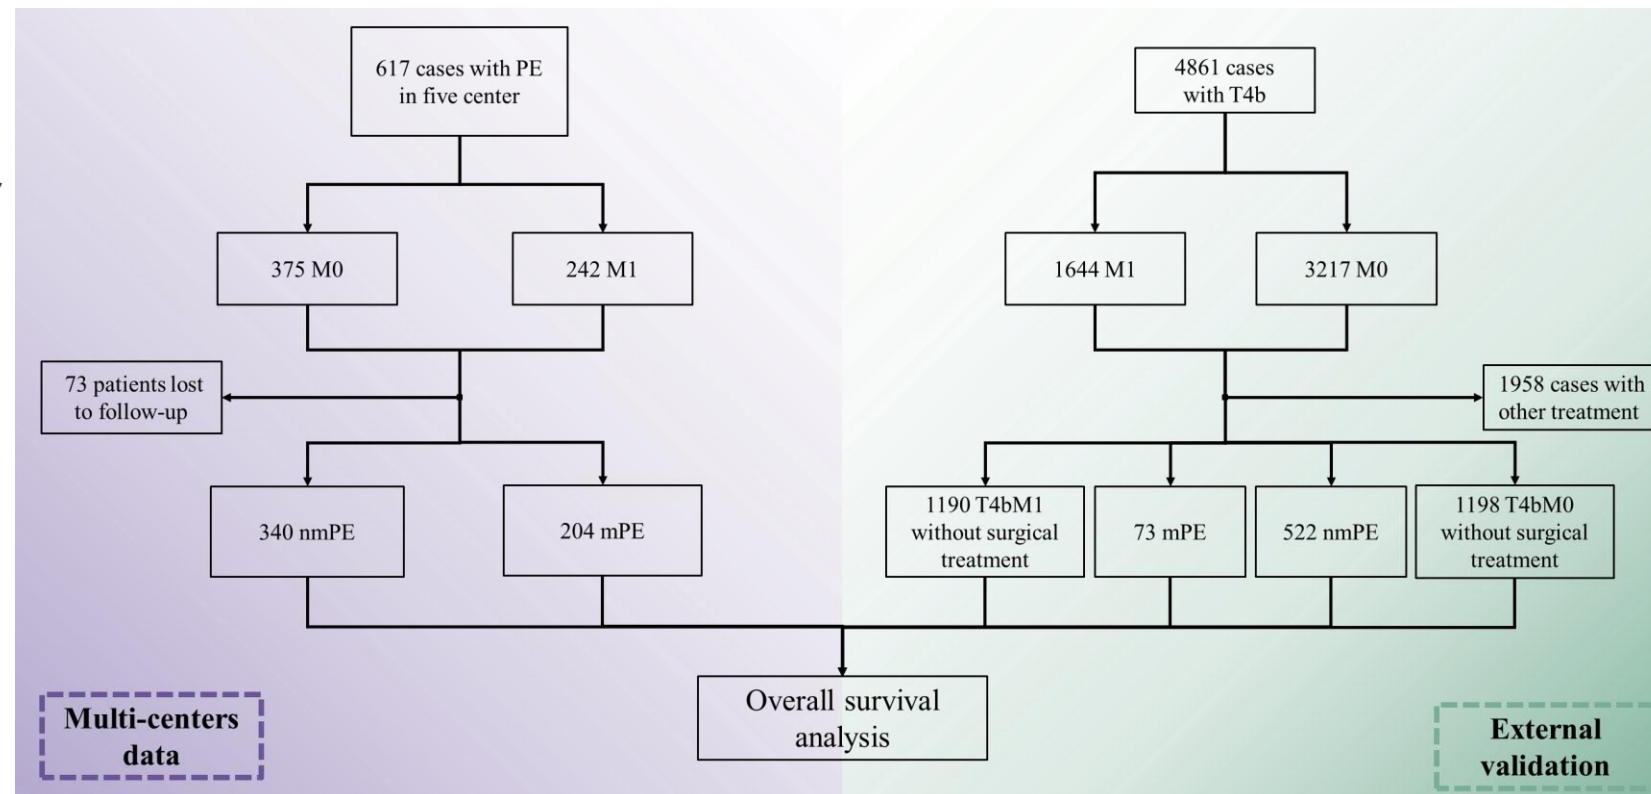 617 cases with PE
in five center
375 M0
242 M1
73 patients lost
to follow-up
340 nmPE
204 mPE
Multi-centers
data
4861 cases
with T4b
1644 M1
3217 M0
1958 cases with
other treatment
1190 T4bM1
without surgical
treatment
73 mPE
522 nmPE
1198 T4bM0
without surgical
treatment
Overall survival
analysis
External
validation